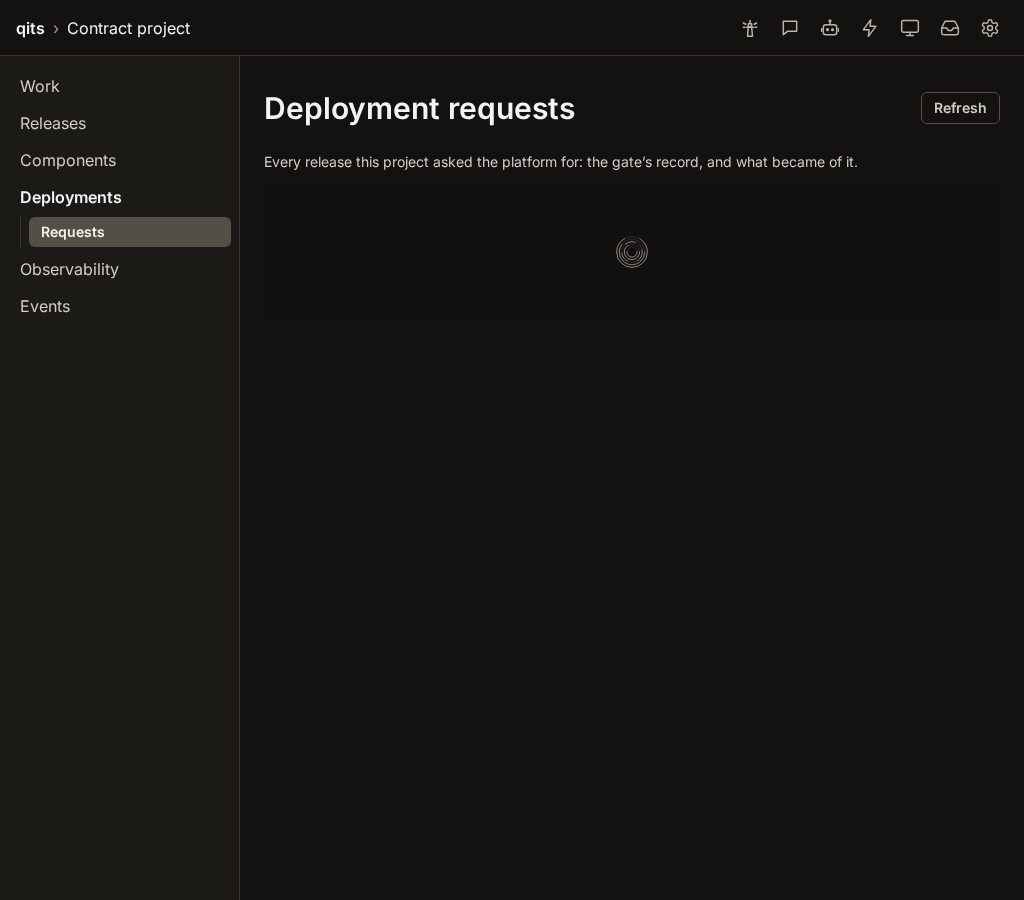 qits › Contract project
Work
Releases
Components
Deployments
Requests
Observability
Events
Deployment requests
Refresh
Every release this project asked the platform for: the gate’s record, and what became of it.